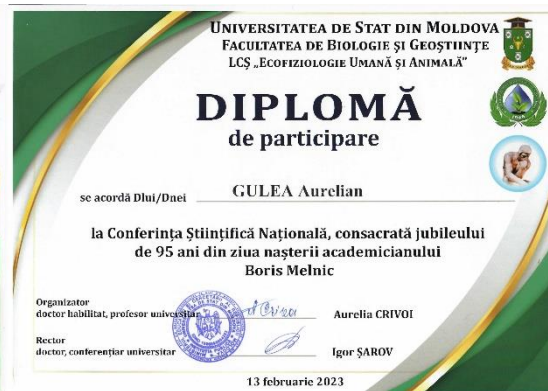 UNIVERSITATEA DE STAT DIN MOLDOVA
FACULTATEA DE BIOLOGIE ȘI GEOȘTIINȚE
LCȘ „ECOFIZIOLOGIE UMANĂ ȘI ANIMALĂ”
DIPLOMĂ
de participare
se acordă Dlui/Dnei GULEA Aurelian
la Conferința Științifică Națională, consacrată jubileului
de 95 ani din ziua nașterii academicianului
Boris Melnic
Organizator
doctor habilitat, profesor universitar Aurelia CRIVOI
Rector
doctor, conferențiar universitar Igor ȘAROV
13 februarie 2023